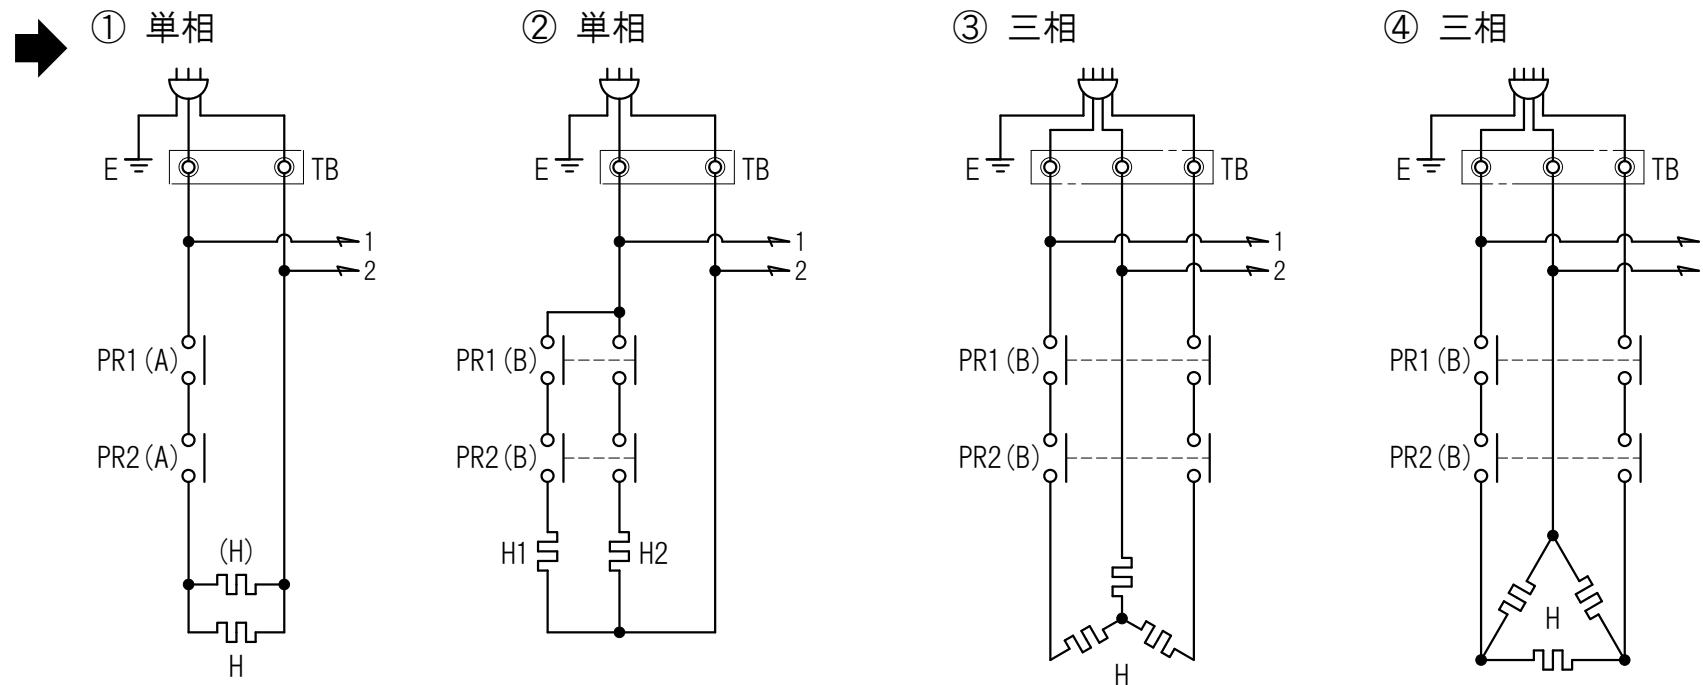 ① 単相
② 単相
③ 三相
④ 三相
E
TB
E
TB
E
TB
E
TB
1
2
1
2
1
2
PR1(A)
PR1(B)
PR1(B)
PR1(B)
PR2(A)
PR2(B)
PR2(B)
PR2(B)
(H)
H1
H2
H
H
H